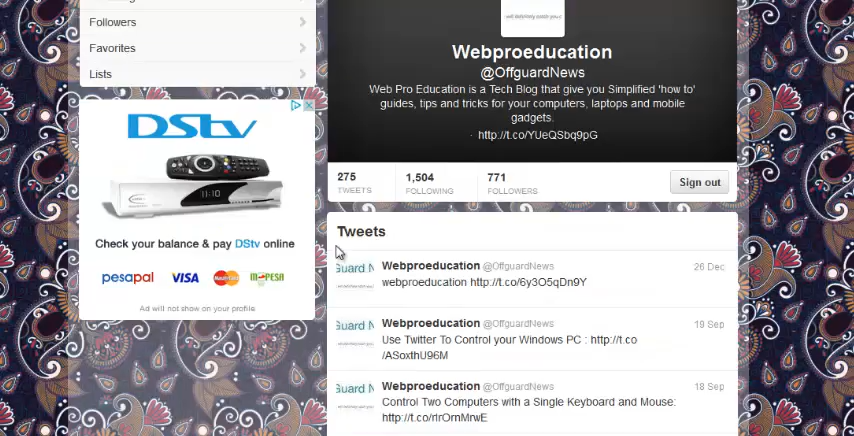 Followers
Favorites
Lists
DStv
11:10
Check your balance & pay DStv online
pesapal VISA MasterCard M-PESA
Ad will not show on your profile
Webproeducation
@OffguardNews
Web Pro Education is a Tech Blog that give you Simplified 'how to'
guides, tips and tricks for your computers, laptops and mobile
gadgets.
· http://t.co/YUeQSbq9pG
275
TWEETS
1,504
FOLLOWING
771
FOLLOWERS
Sign out
Tweets
Guard N
Webproeducation @OffguardNews 26 Dec
webproeducation http://t.co/6y3O5qDn9Y
Guard N
Webproeducation @OffguardNews 19 Sep
Use Twitter To Control your Windows PC : http://t.co
/ASoxthU96M
Guard N
Webproeducation @OffguardNews 18 Sep
Control Two Computers with a Single Keyboard and Mouse:
http://t.co/rlrOrnMrwE